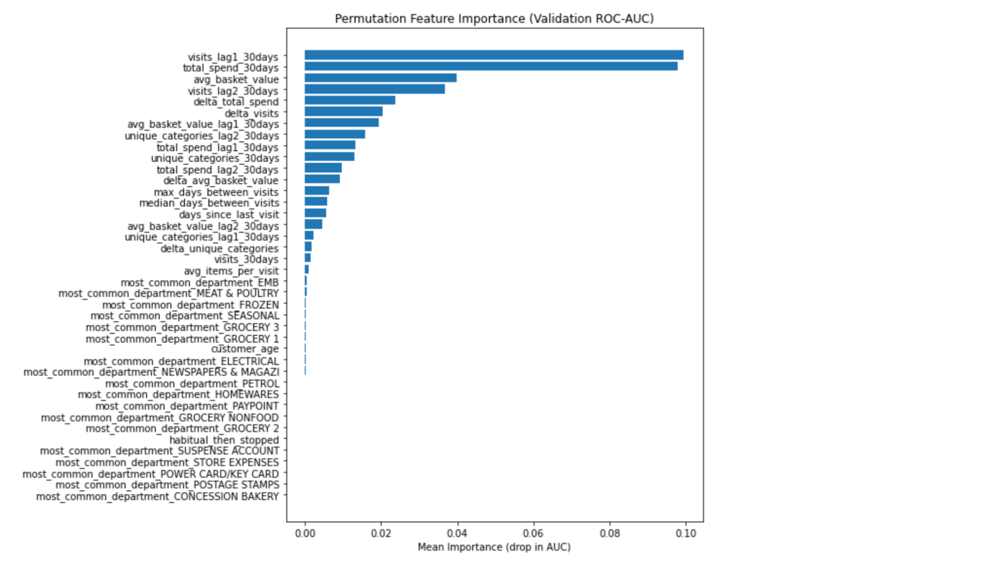 Permutation Feature Importance (Validation ROC-AUC)
visits_lag1_30days
total_spend_30days
avg_basket_value
visits_lag2_30days
delta_total_spend
delta_visits
avg_basket_value_lag1_30days
unique_categories_lag2_30days
total_spend_lag1_30days
unique_categories_30days
total_spend_lag2_30days
delta_avg_basket_value
max_days_between_visits
median_days_between_visits
days_since_last_visit
avg_basket_value_lag2_30days
unique_categories_lag1_30days
delta_unique_categories
visits_30days
avg_items_per_visit
most_common_department_EMB
most_common_department_MEAT & POULTRY
most_common_department_FROZEN
most_common_department_SEASONAL
most_common_department_GROCERY 3
most_common_department_GROCERY 1
customer_age
most_common_department_ELECTRICAL
most_common_department_NEWSPAPERS & MAGAZI
most_common_department_PETROL
most_common_department_HOMEWARES
most_common_department_PAYPOINT
most_common_department_GROCERY NONFOOD
most_common_department_GROCERY 2
habitual_then_stopped
most_common_department_SUSPENSE ACCOUNT
most_common_department_STORE EXPENSES
most_common_department_POWER CARD/KEY CARD
most_common_department_POSTAGE STAMPS
most_common_department_CONCESSION BAKERY
0.00 0.02 0.04 0.06 0.08 0.10
Mean Importance (drop in AUC)